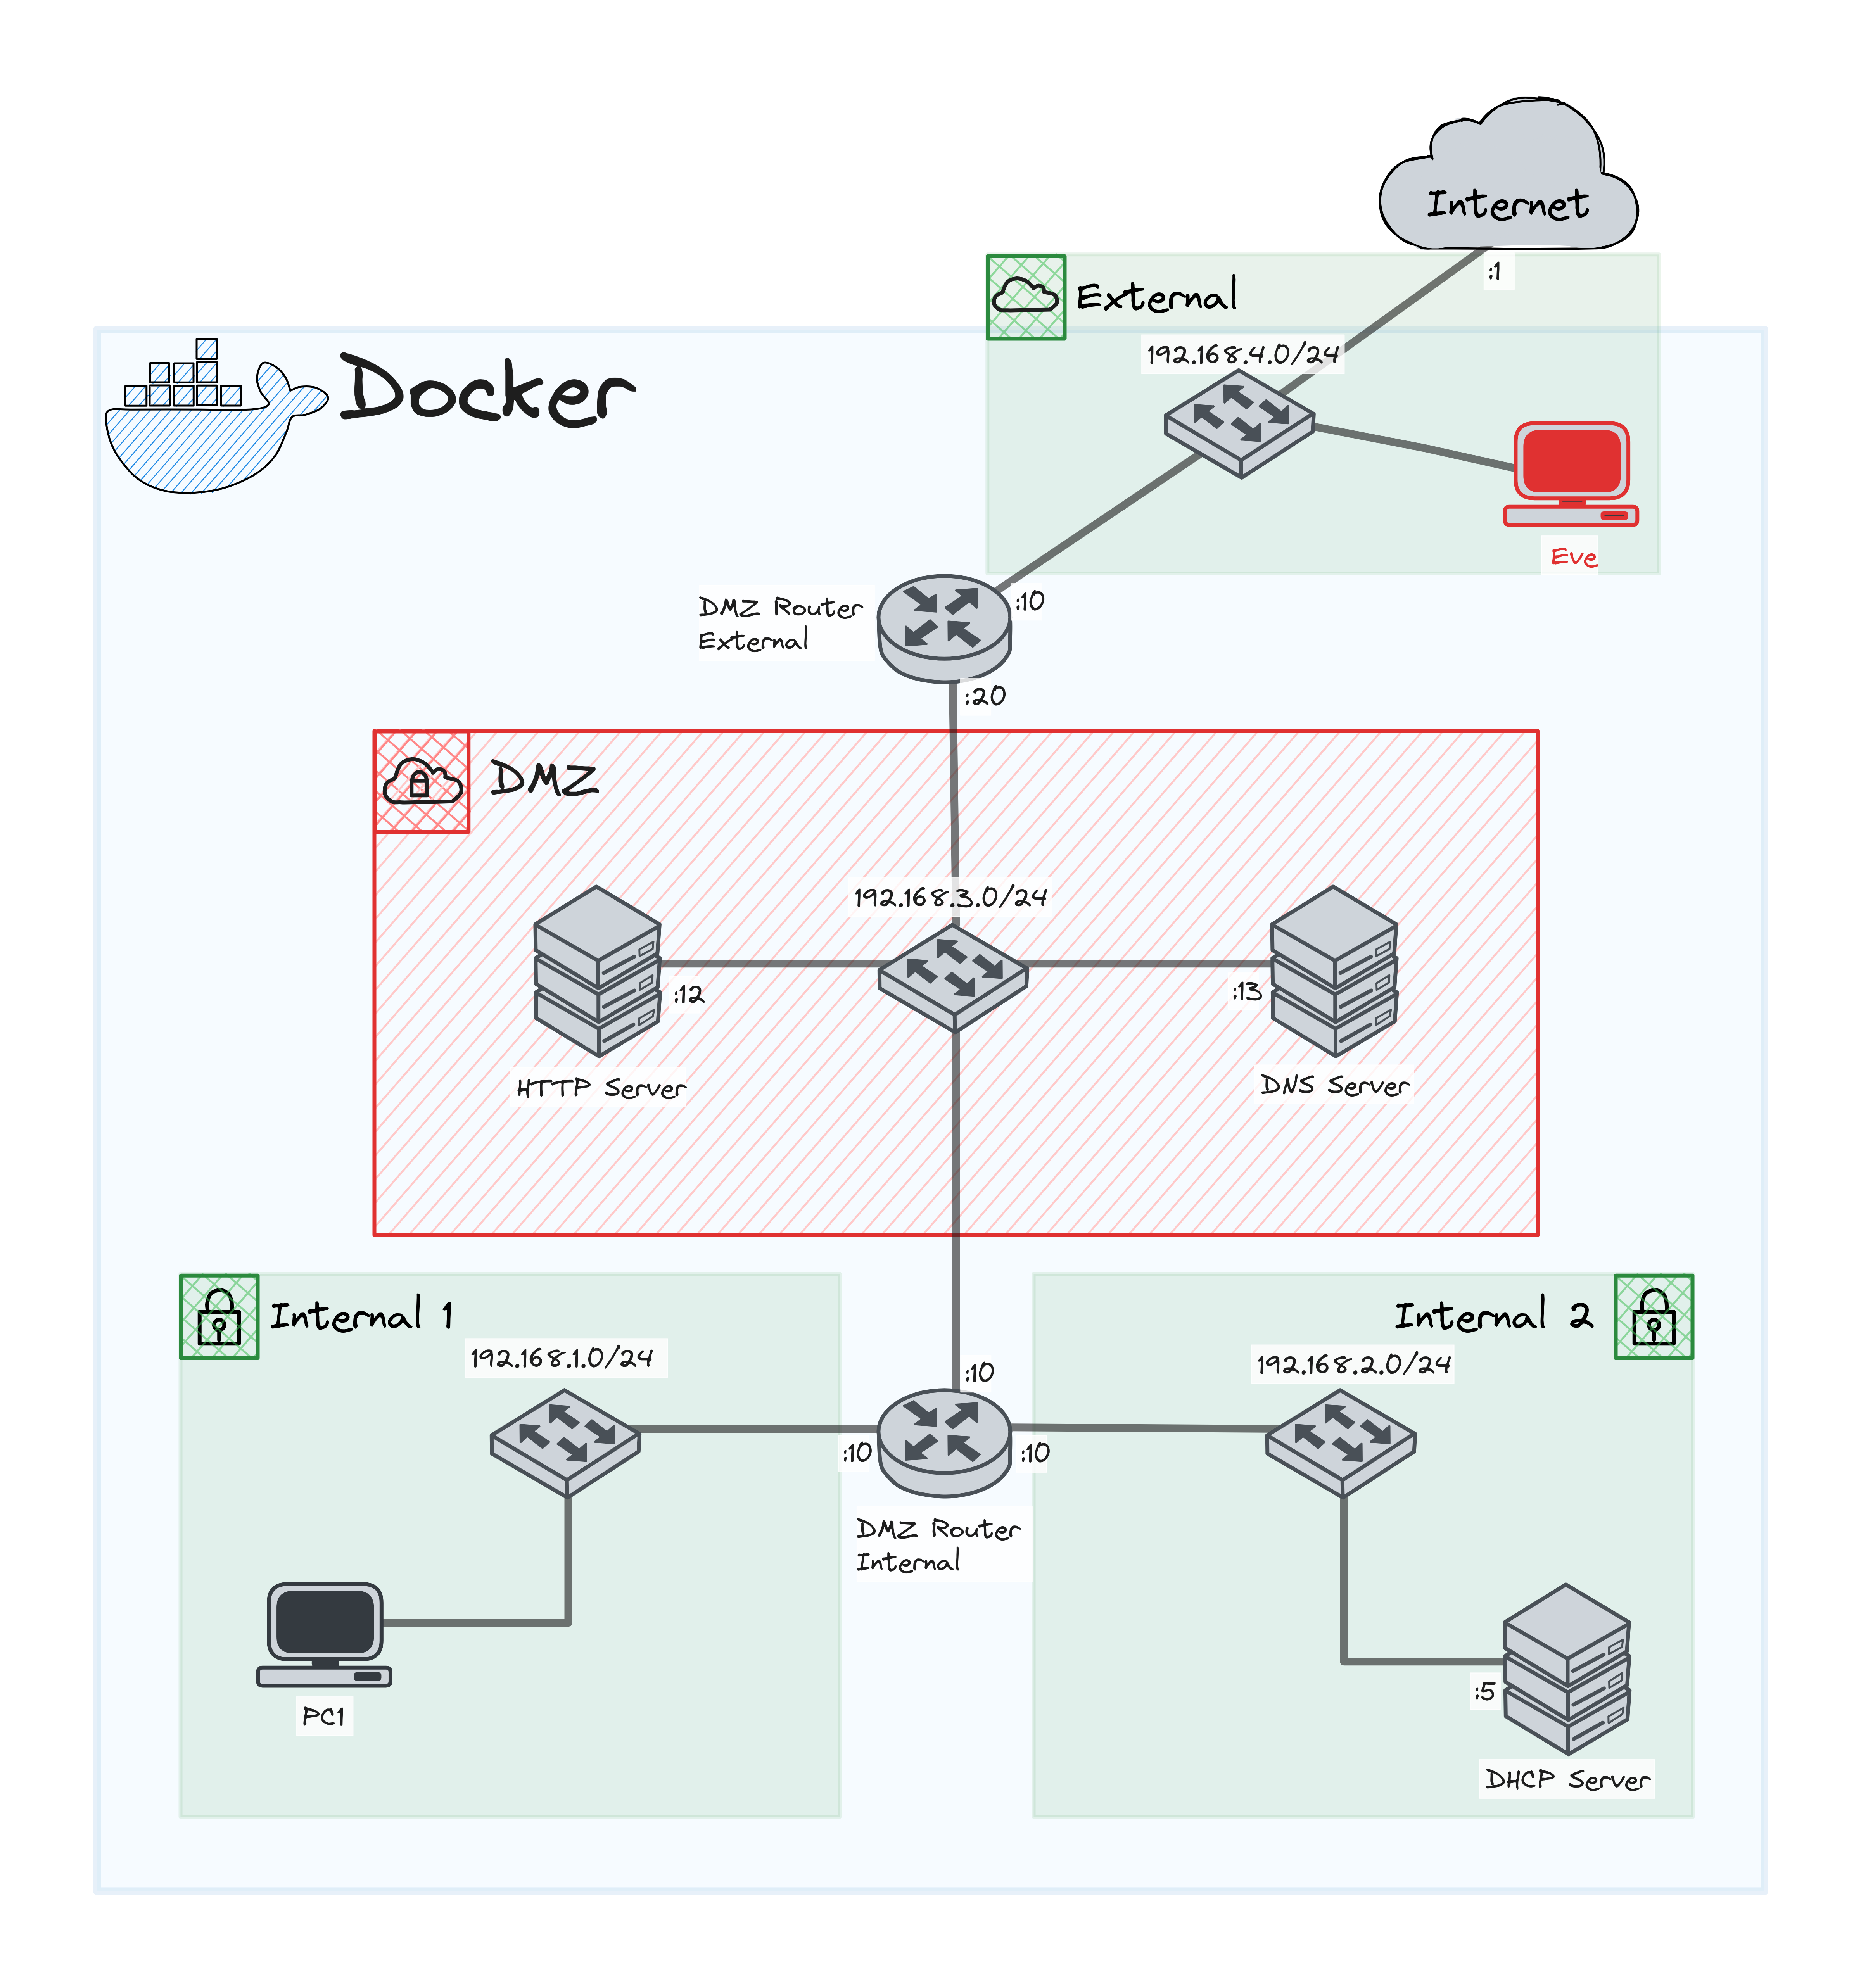 Internet
:1
External
192.168.4.0/24
Docker
Eve
DMZ Router
External
:10
:20
DMZ
192.168.3.0/24
:12
:13
HTTP Server
DNS Server
Internal 1
Internal 2
192.168.1.0/24
192.168.2.0/24
:10
:10
:10
DMZ Router
Internal
PC1
:5
DHCP Server